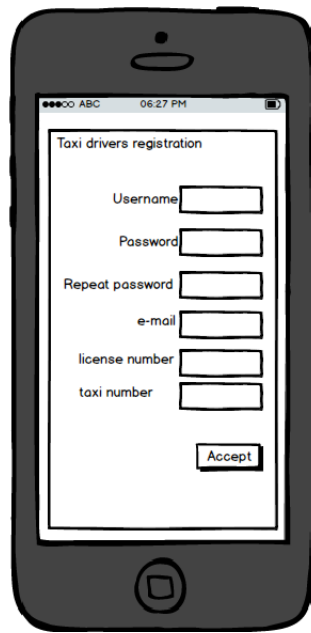 ABC 06:27 PM
Taxi drivers registration
Username
Password
Repeat password
e-mail
license number
taxi number
Accept